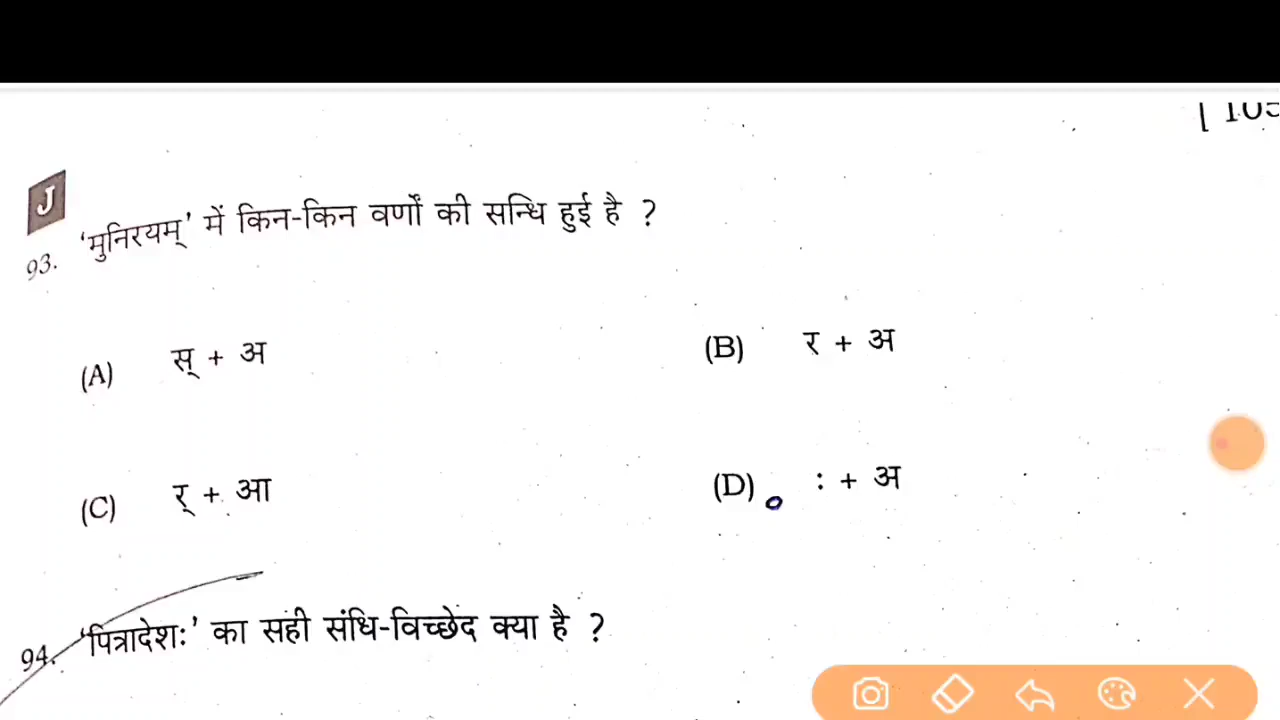 [ 105
J
93. 'मुनिरयम्' में किन-किन वर्णों की सन्धि हुई है ?
(A) स् + अ (B) र + अ
(C) र् + आ (D) : + अ
94. 'पित्रादेशः' का सही संधि-विच्छेद क्या है ?